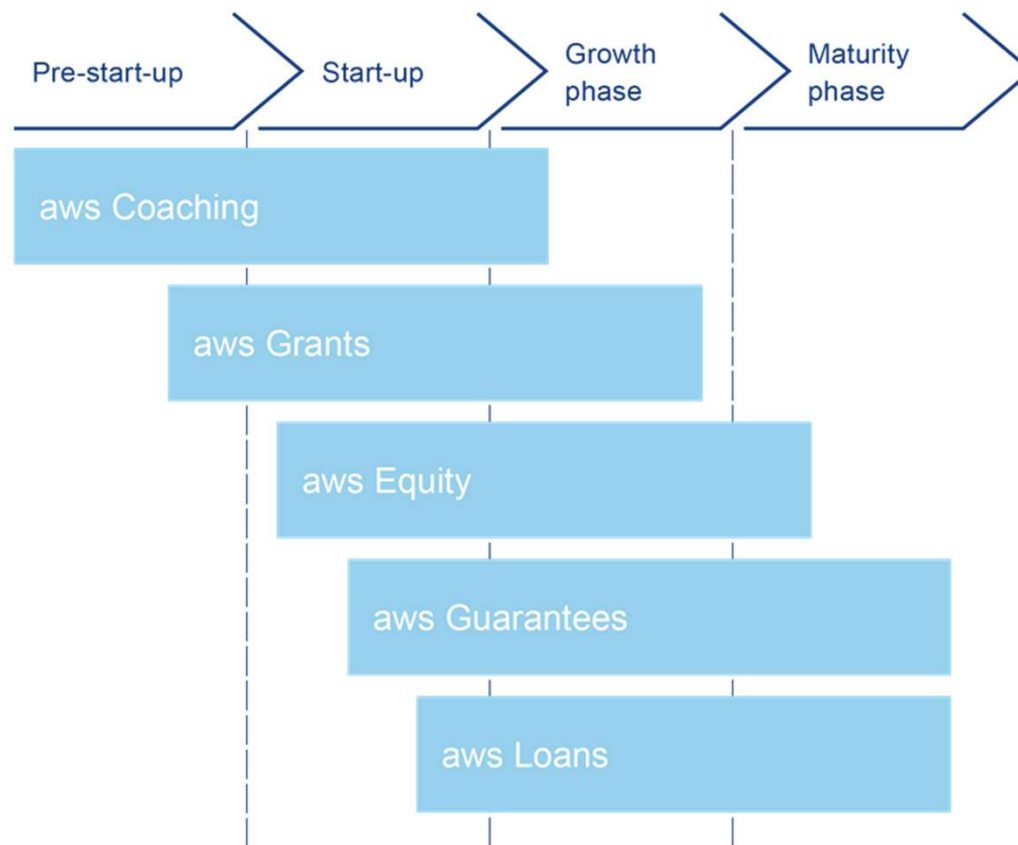 Pre-start-up
Start-up
Growth
phase
Maturity
phase
aws Coaching
aws Grants
aws Equity
aws Guarantees
aws Loans